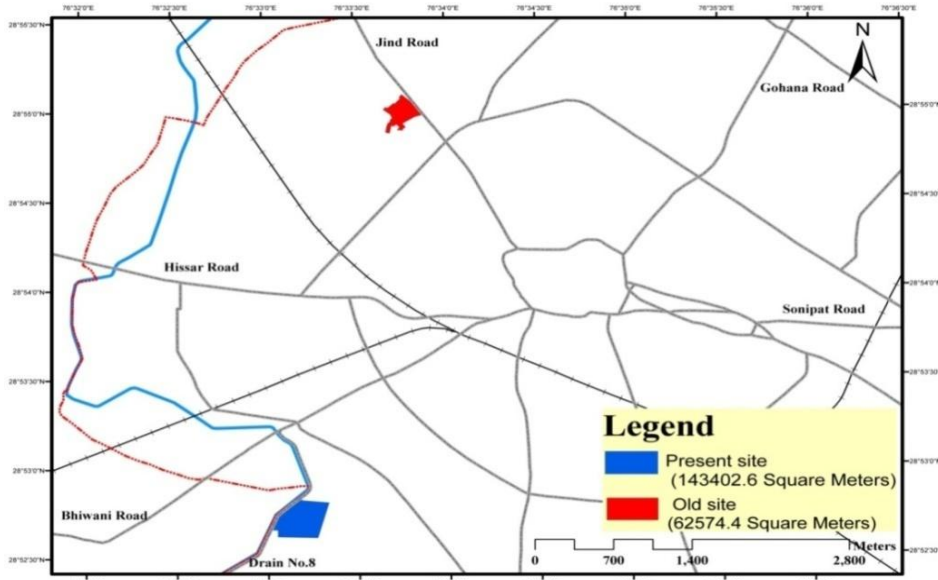 76°32'0"E 76°32'30"E 76°33'0"E 76°33'30"E 76°34'0"E 76°34'30"E 76°35'0"E 76°35'30"E 76°36'0"E 76°36'30"E
28°55'30"N
Jind Road
N
Gohana Road
28°55'0"N 28°55'0"N
28°54'30"N 28°54'30"N
Hissar Road
28°54'0"N 28°54'0"N
Sonipat Road
28°53'30"N 28°53'30"N
Legend
Present site
(143402.6 Square Meters)
28°53'0"N 28°53'0"N
Old site
(62574.4 Square Meters)
Bhiwani Road
Meters
0 700 1,400 2,800
28°52'30"N 28°52'30"N
Drain No.8